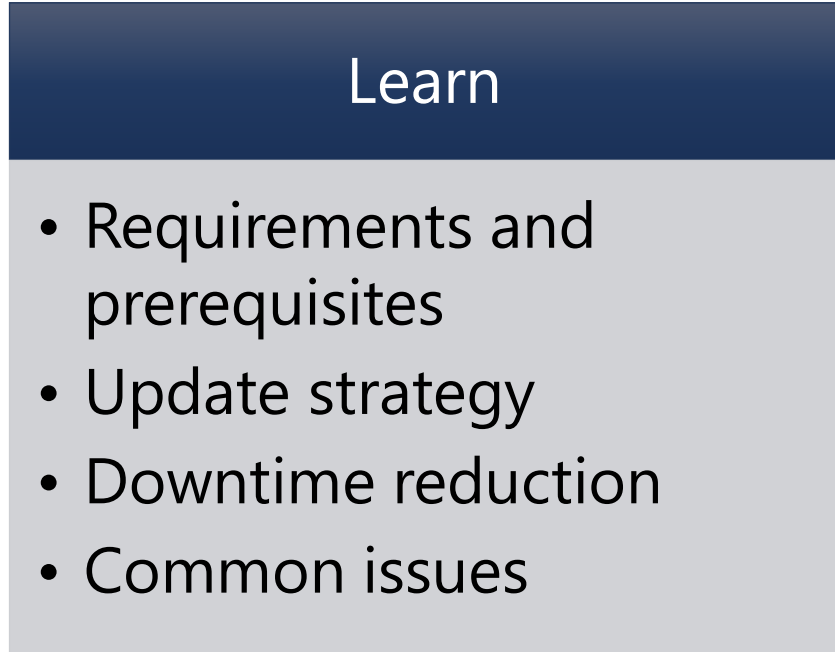 Learn
• Requirements and
prerequisites
• Update strategy
• Downtime reduction
• Common issues